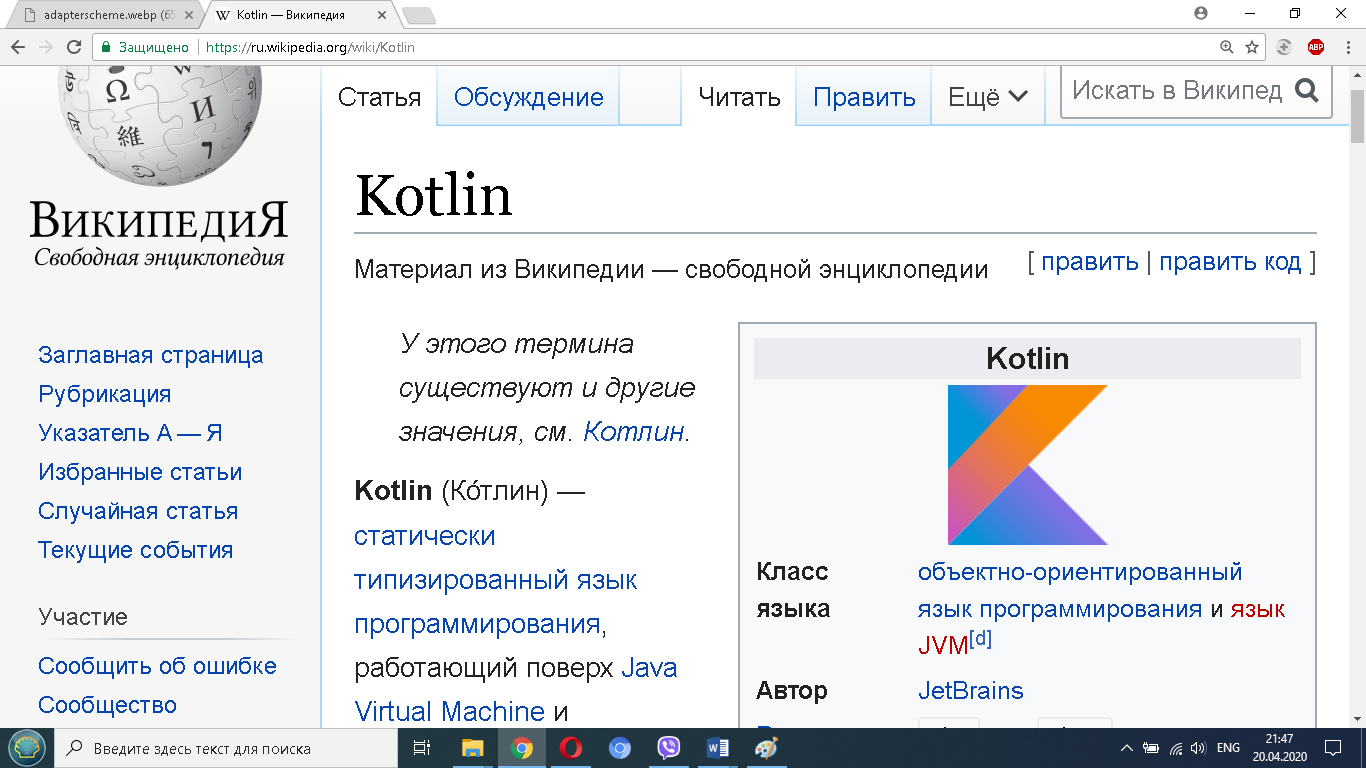 adapterscheme.webp (65
Kotlin — Википедия
Защищено
https://ru.wikipedia.org/wiki/Kotlin
ABP
Ω
И
維
ВИКИПЕДИЯ
Свободная энциклопедия
Заглавная страница
Рубрикация
Указатель А — Я
Избранные статьи
Случайная статья
Текущие события
Участие
Сообщить об ошибке
Сообщество
Статья
Обсуждение
Читать
Править
Ещё
Искать в Википед
Kotlin
Материал из Википедии — свободной энциклопедии
[ править | править код ]
У этого термина
существуют и другие
значения, см. Котлин.
Kotlin (Ко́тлин) —
статически
типизированный язык
программирования,
работающий поверх Java
Virtual Machine и
Kotlin
Класс
языка
объектно-ориентированный
язык программирования и язык
JVM[d]
Автор
JetBrains
Введите здесь текст для поиска
ENG
21:47
20.04.2020